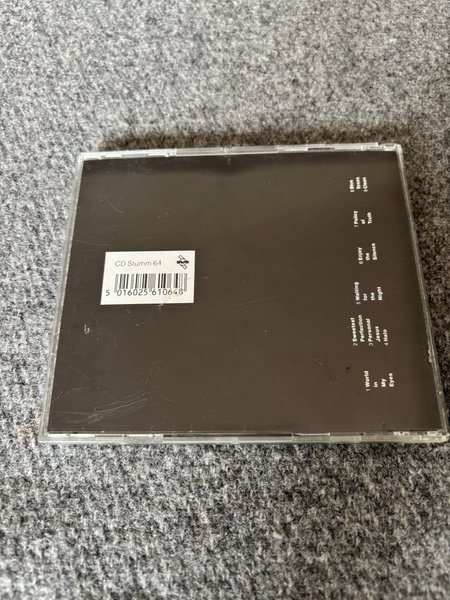 CD Stumm 64
5 016025 610648
1 World
in
My
Eyes
2 Sweetest
Perfection
3 Personal
Jesus
4 Halo
5 Waiting
for
the
Night
6 Enjoy
the
Silence
7 Policy
of
Truth
8 Blue
Dress
9 Clean